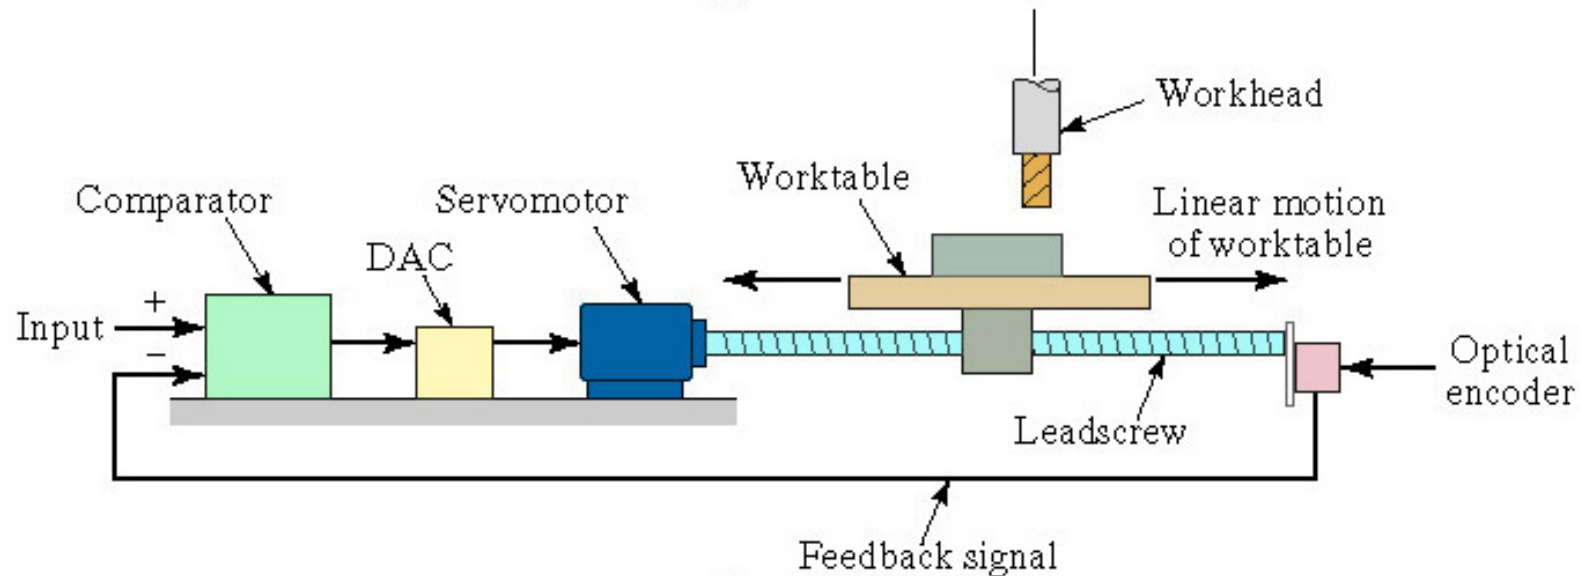 Workhead
Worktable
Comparator
Servomotor
Linear motion
of worktable
DAC
+
Input
−
Optical
encoder
Leadscrew
Feedback signal